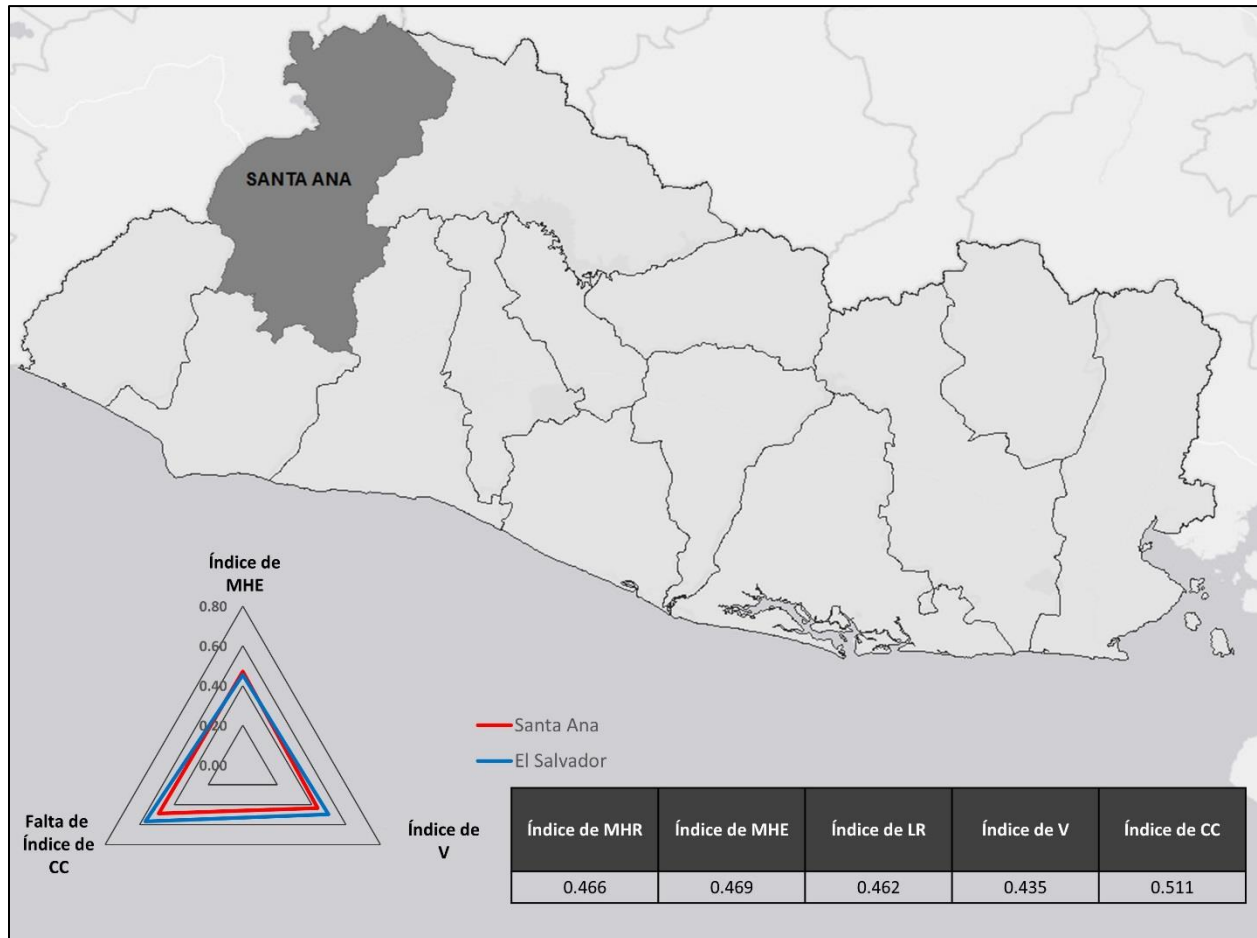 SANTA ANA
Índice de
MHE
0.80
0.60
0.40
0.20
0.00
Falta de
Índice de
CC
Índice de
V
Santa Ana
El Salvador
Índice de MHR Índice de MHE Índice de LR Índice de V Índice de CC
0.466 0.469 0.462 0.435 0.511